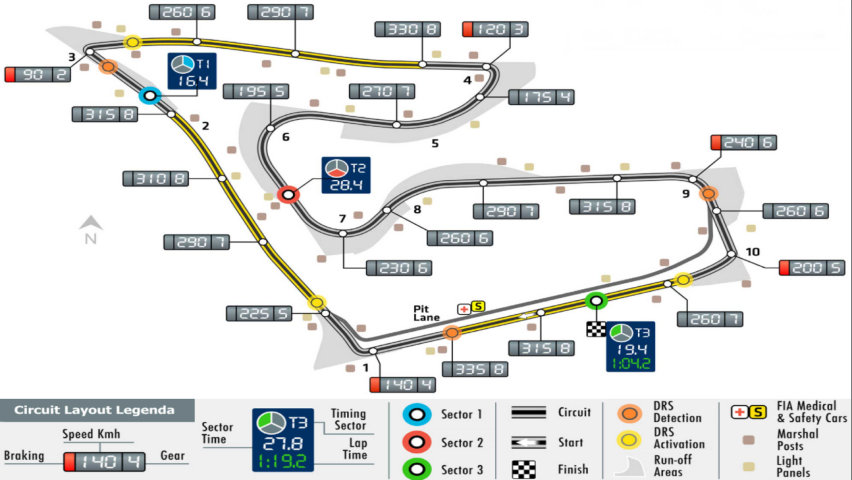 260 6
290 7
330 8
120 3
3
90 2
T1
16.4
4
195 5
270 7
175 4
315 8
2
6
5
240 6
T2
28.4
310 8
9
7
8
290 7
315 8
260 6
N
260 6
290 7
10
230 6
200 5
225 5
Pit
Lane
+ S
260 7
T3
19.4
1:04.2
315 8
1
335 8
140 4
Circuit Layout Legenda
Speed Kmh
Braking
140 4
Gear
Sector
Time
T3
27.8
1:19.2
Timing
Sector
Lap
Time
Sector 1
Sector 2
Sector 3
Circuit
Start
Finish
DRS
Detection
DRS
Activation
Run-off
Areas
+ S
FIA Medical
& Safety Cars
Marshal
Posts
Light
Panels